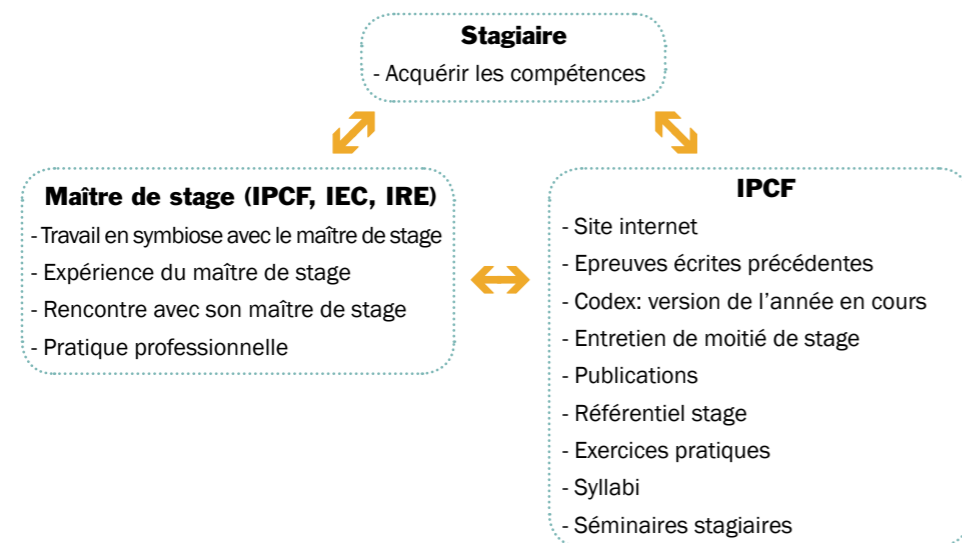 Stagiaire
- Acquérir les compétences
Maître de stage (IPCF, IEC, IRE)
- Travail en symbiose avec le maître de stage
- Expérience du maître de stage
- Rencontre avec son maître de stage
- Pratique professionnelle
IPCF
- Site internet
- Epreuves écrites précédentes
- Codex: version de l'année en cours
- Entretien de moitié de stage
- Publications
- Référentiel stage
- Exercices pratiques
- Syllabi
- Séminaires stagiaires